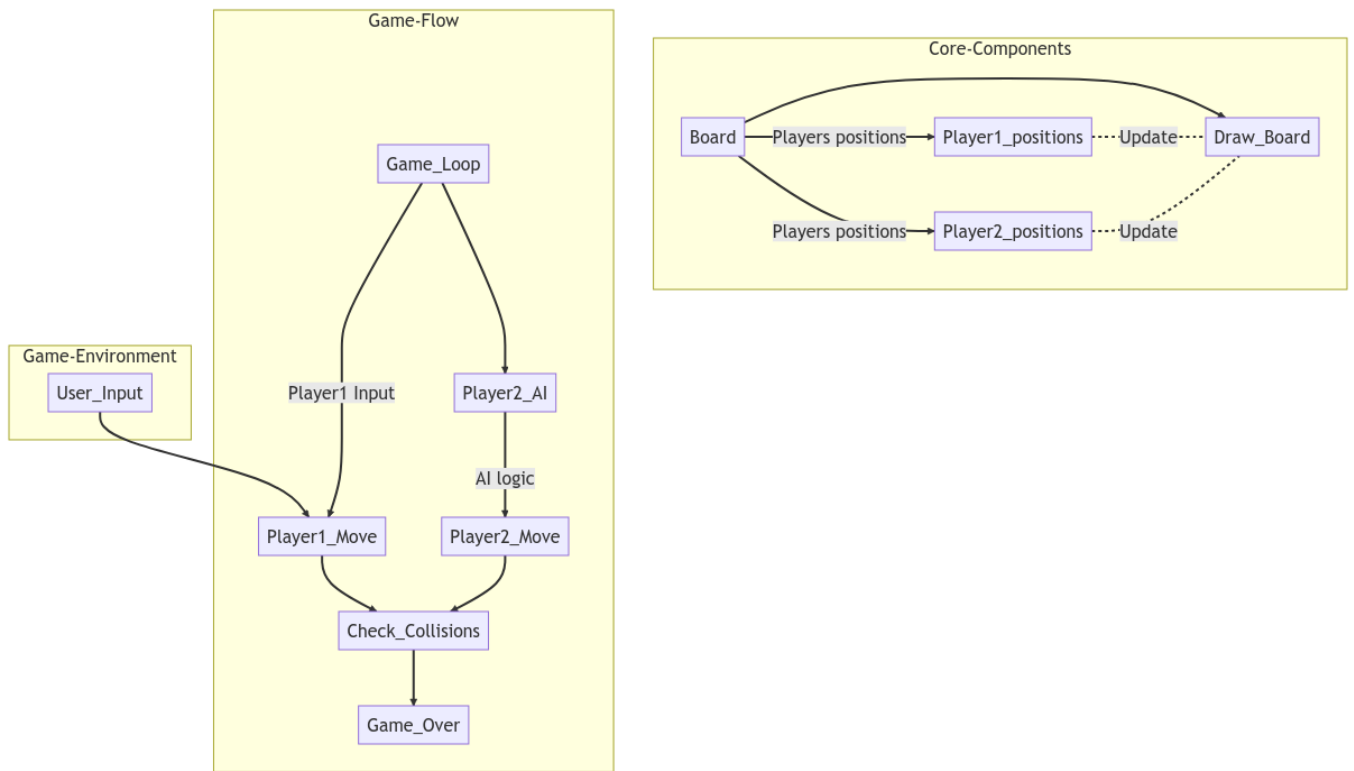 Game-Flow
Game_Loop
Player1 Input
Player2_AI
AI logic
Player1_Move
Player2_Move
Check_Collisions
Game_Over
Game-Environment
User_Input
Core-Components
Board
Players positions
Player1_positions
Update
Draw_Board
Players positions
Player2_positions
Update